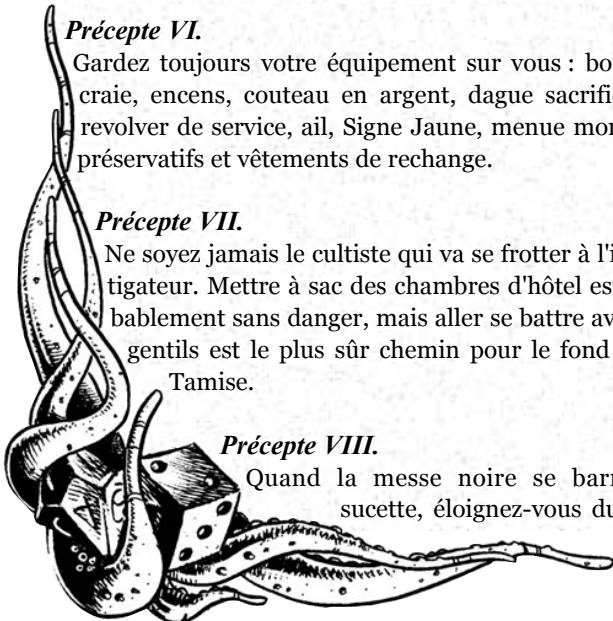 Précepte VI.
Gardez toujours votre équipement sur vous : bo
craie, encens, couteau en argent, dague sacrifi
revolver de service, ail, Signe Jaune, menue mon
préservatifs et vêtements de rechange.
Précepte VII.
Ne soyez jamais le cultiste qui va se frotter à l'i
tigateur. Mettre à sac des chambres d'hôtel es
bablement sans danger, mais aller se battre av
gentils est le plus sûr chemin pour le fond
Tamise.
Précepte VIII.
Quand la messe noire se barr
sucette, éloignez-vous du